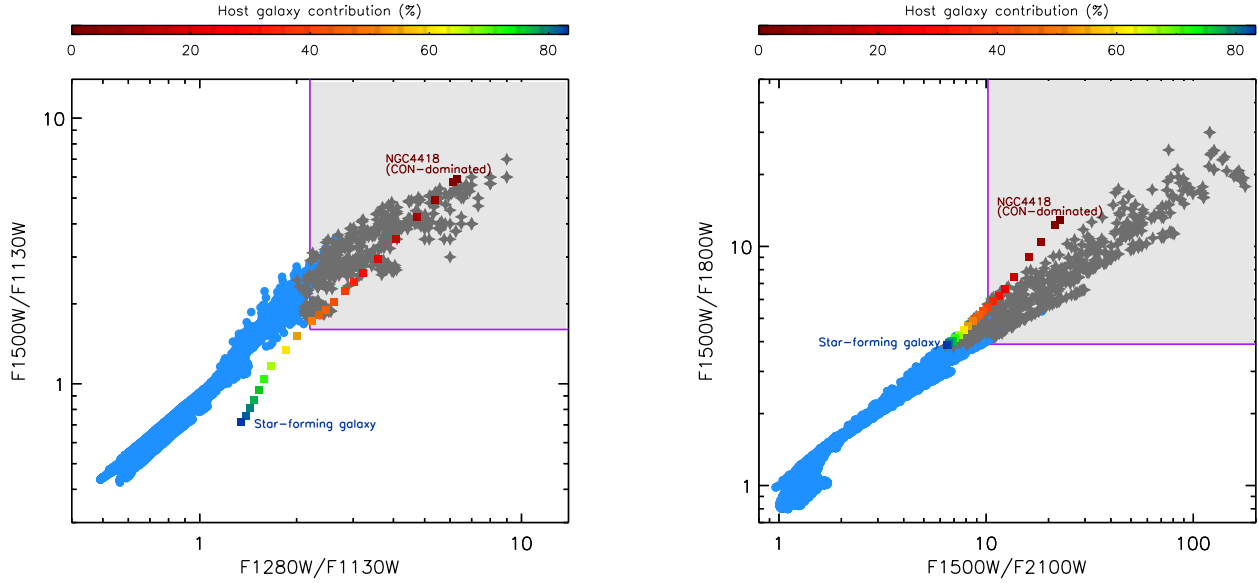 Host galaxy contribution (%)
0 20 40 60 80
10
1
F1500W/F1130W
NGC4418
(CON-dominated)
Star-forming galaxy
1 10
F1280W/F1130W
Host galaxy contribution (%)
0 20 40 60 80
10
1
F1500W/F1800W
NGC4418
(CON-dominated)
Star-forming galaxy
1 10 100
F1500W/F2100W